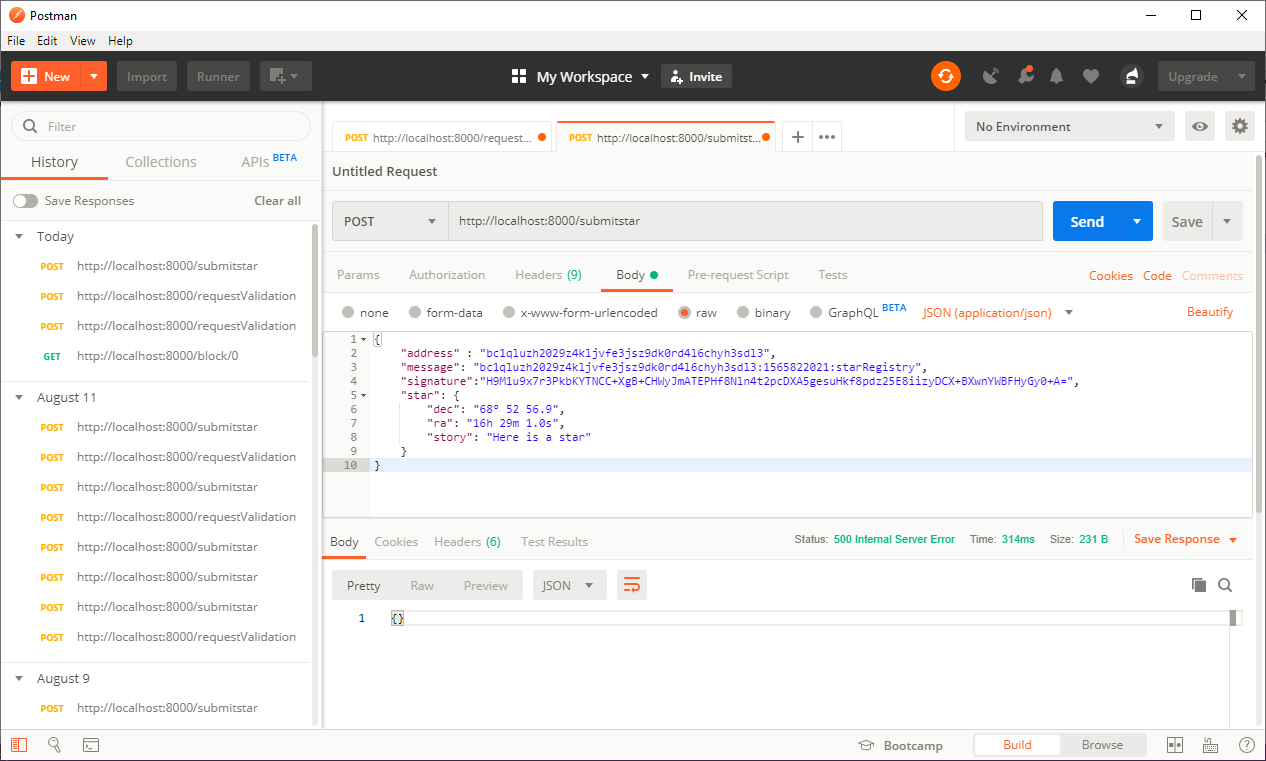 Postman
File Edit View Help
New Import Runner My Workspace Invite Upgrade
Filter
History Collections APIs BETA
Save Responses Clear all
Today
POST http://localhost:8000/submitstar
POST http://localhost:8000/requestValidation
POST http://localhost:8000/requestValidation
GET http://localhost:8000/block/0
August 11
POST http://localhost:8000/submitstar
POST http://localhost:8000/requestValidation
POST http://localhost:8000/submitstar
POST http://localhost:8000/requestValidation
POST http://localhost:8000/submitstar
POST http://localhost:8000/submitstar
POST http://localhost:8000/submitstar
POST http://localhost:8000/requestValidation
August 9
POST http://localhost:8000/submitstar
POST http://localhost:8000/request... POST http://localhost:8000/submitst... + ••• No Environment
Untitled Request
POST http://localhost:8000/submitstar Send Save
Params Authorization Headers (9) Body Pre-request Script Tests Cookies Code Comments
none form-data x-www-form-urlencoded raw binary GraphQL BETA JSON (application/json) Beautify
1 {
2 "address" : "bc1qluzh2029z4kljvfe3jsz9dk0rd4l6chyh3sdl3",
3 "message": "bc1qluzh2029z4kljvfe3jsz9dk0rd4l6chyh3sdl3:1565822021:starRegistry",
4 "signature":"H9M1u9x7r3PkbKYTNCC+XgB+CHWyJmATEPHf8Nln4t2pcDXA5gesuHkf8pdz25E8iizyDCX+BXwnYWBFHyGy0+A=",
5 "star": {
6 "dec": "68° 52 56.9",
7 "ra": "16h 29m 1.0s",
8 "story": "Here is a star"
9 }
10 }
Body Cookies Headers (6) Test Results Status: 500 Internal Server Error Time: 314ms Size: 231 B Save Response
Pretty Raw Preview JSON
1 {}
Bootcamp Build Browse ?